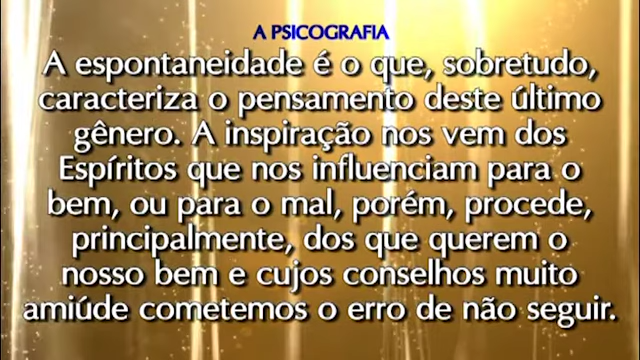 A PSICOGRAFIA
A espontaneidade é o que, sobretudo,
caracteriza o pensamento deste último
gênero. A inspiração nos vem dos
Espíritos que nos influenciam para o
bem, ou para o mal, porém, procede,
principalmente, dos que querem o
nosso bem e cujos conselhos muito
amiúde cometemos o erro de não seguir.